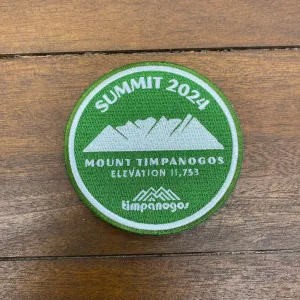 SUMMIT 2024
MOUNT TIMPANOGOS
ELEVATION 11,753
timpanogos